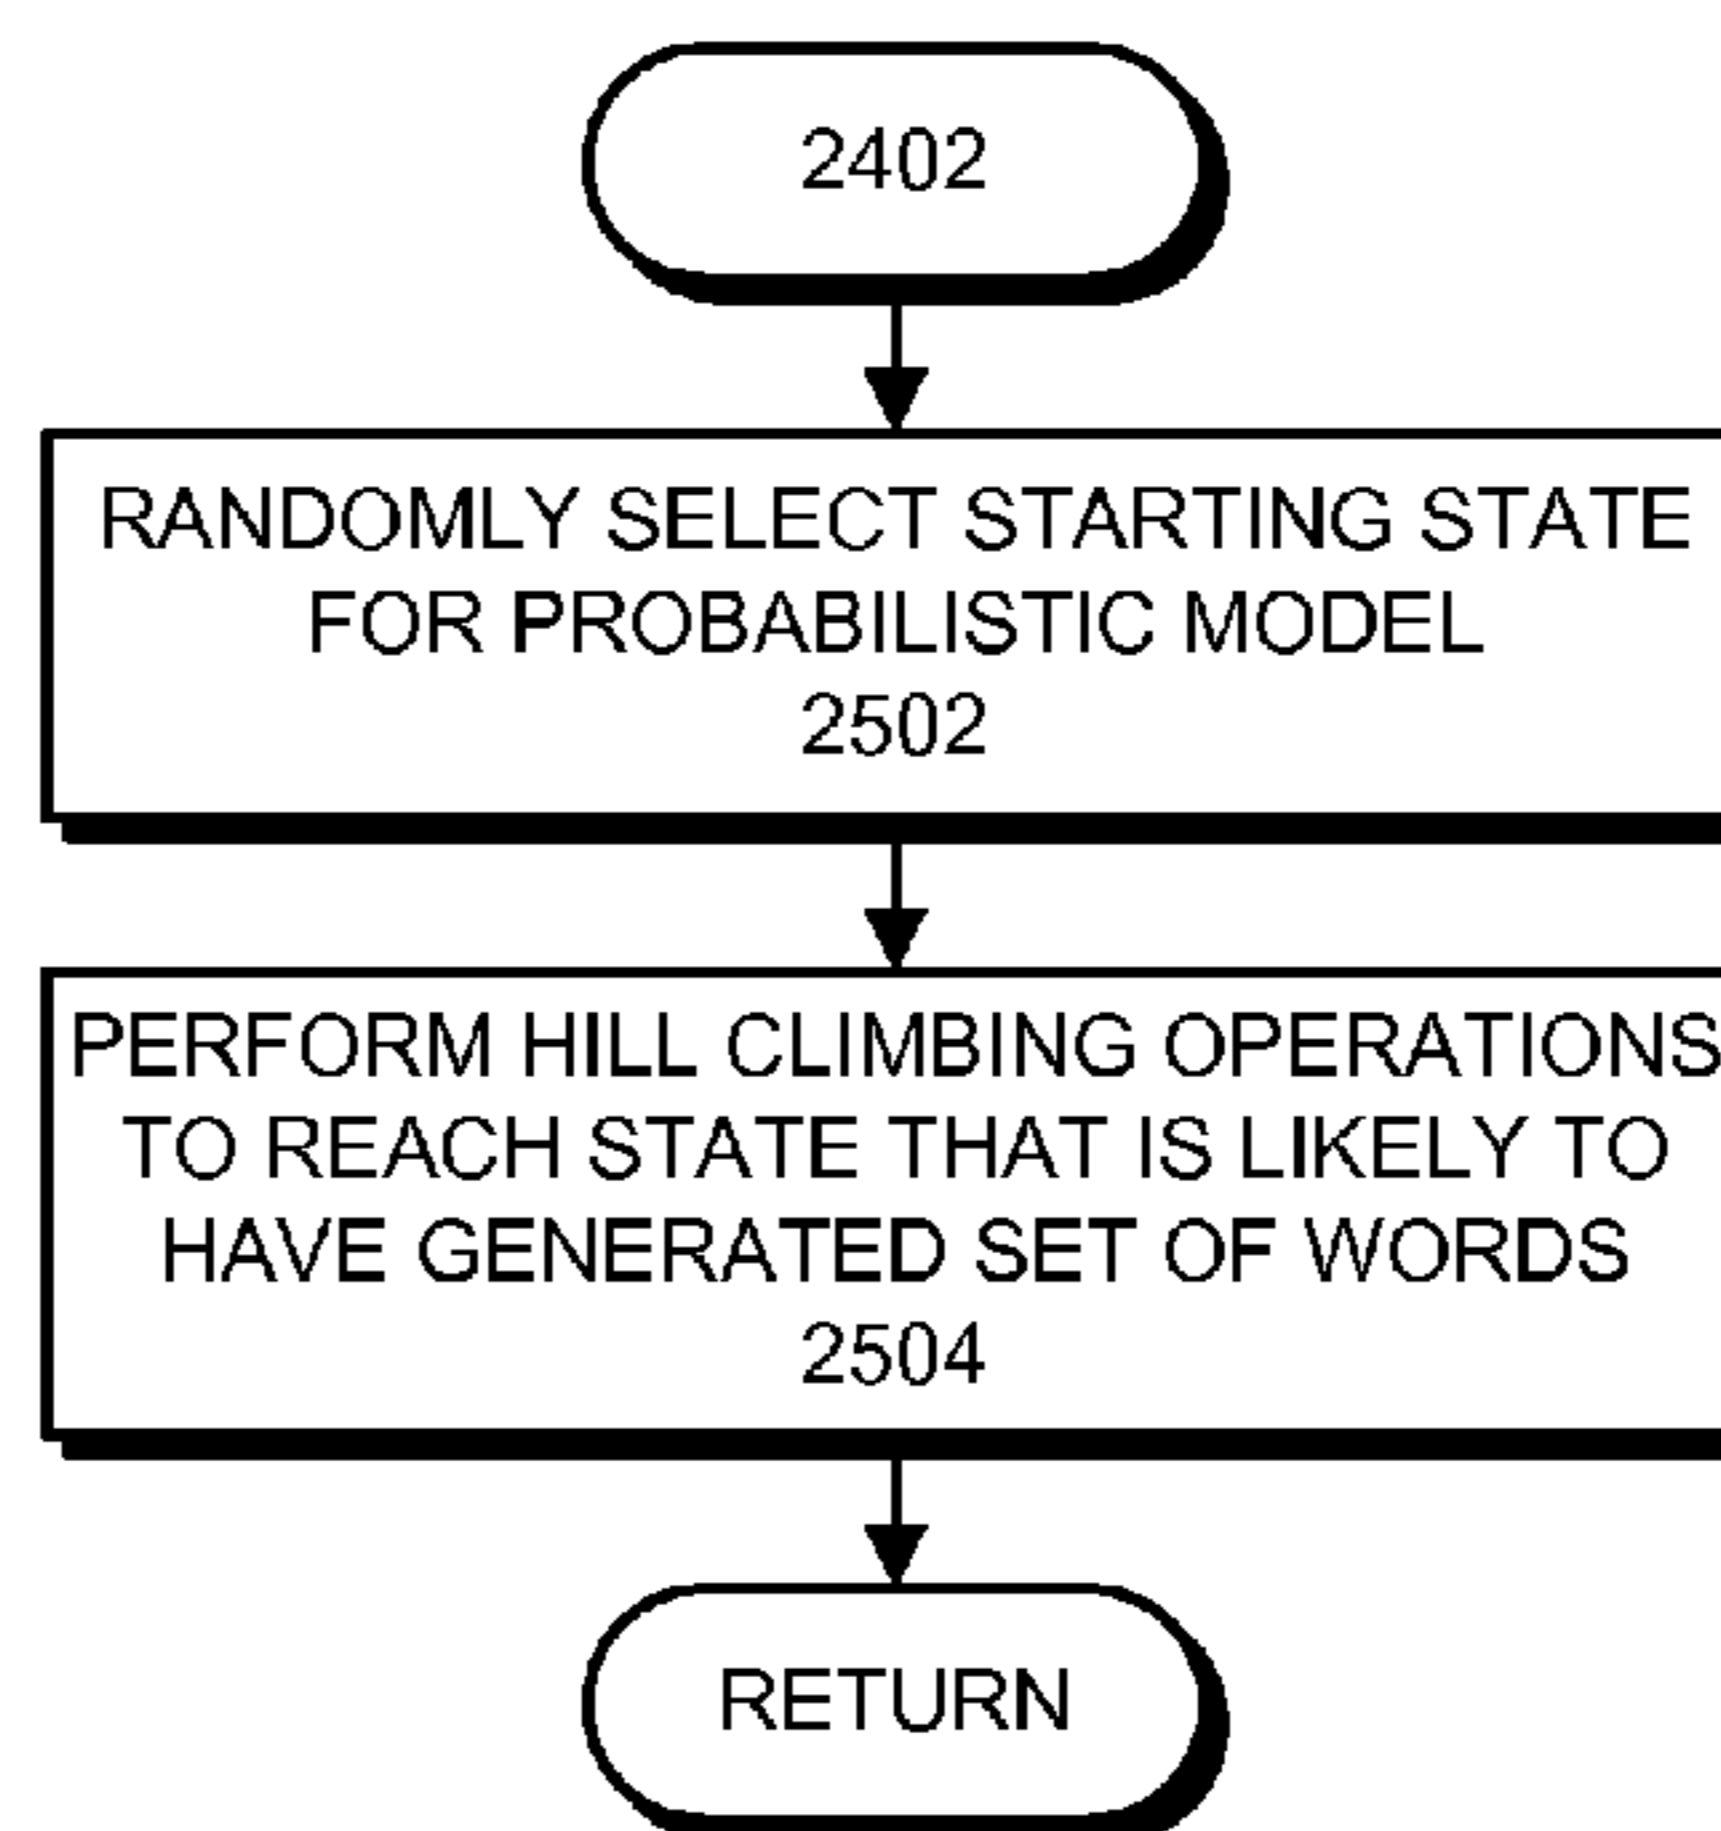 2402
RANDOMLY SELECT STARTING STATE
FOR PROBABILISTIC MODEL
2502
PERFORM HILL CLIMBING OPERATIONS
TO REACH STATE THAT IS LIKELY TO
HAVE GENERATED SET OF WORDS
2504
RETURN